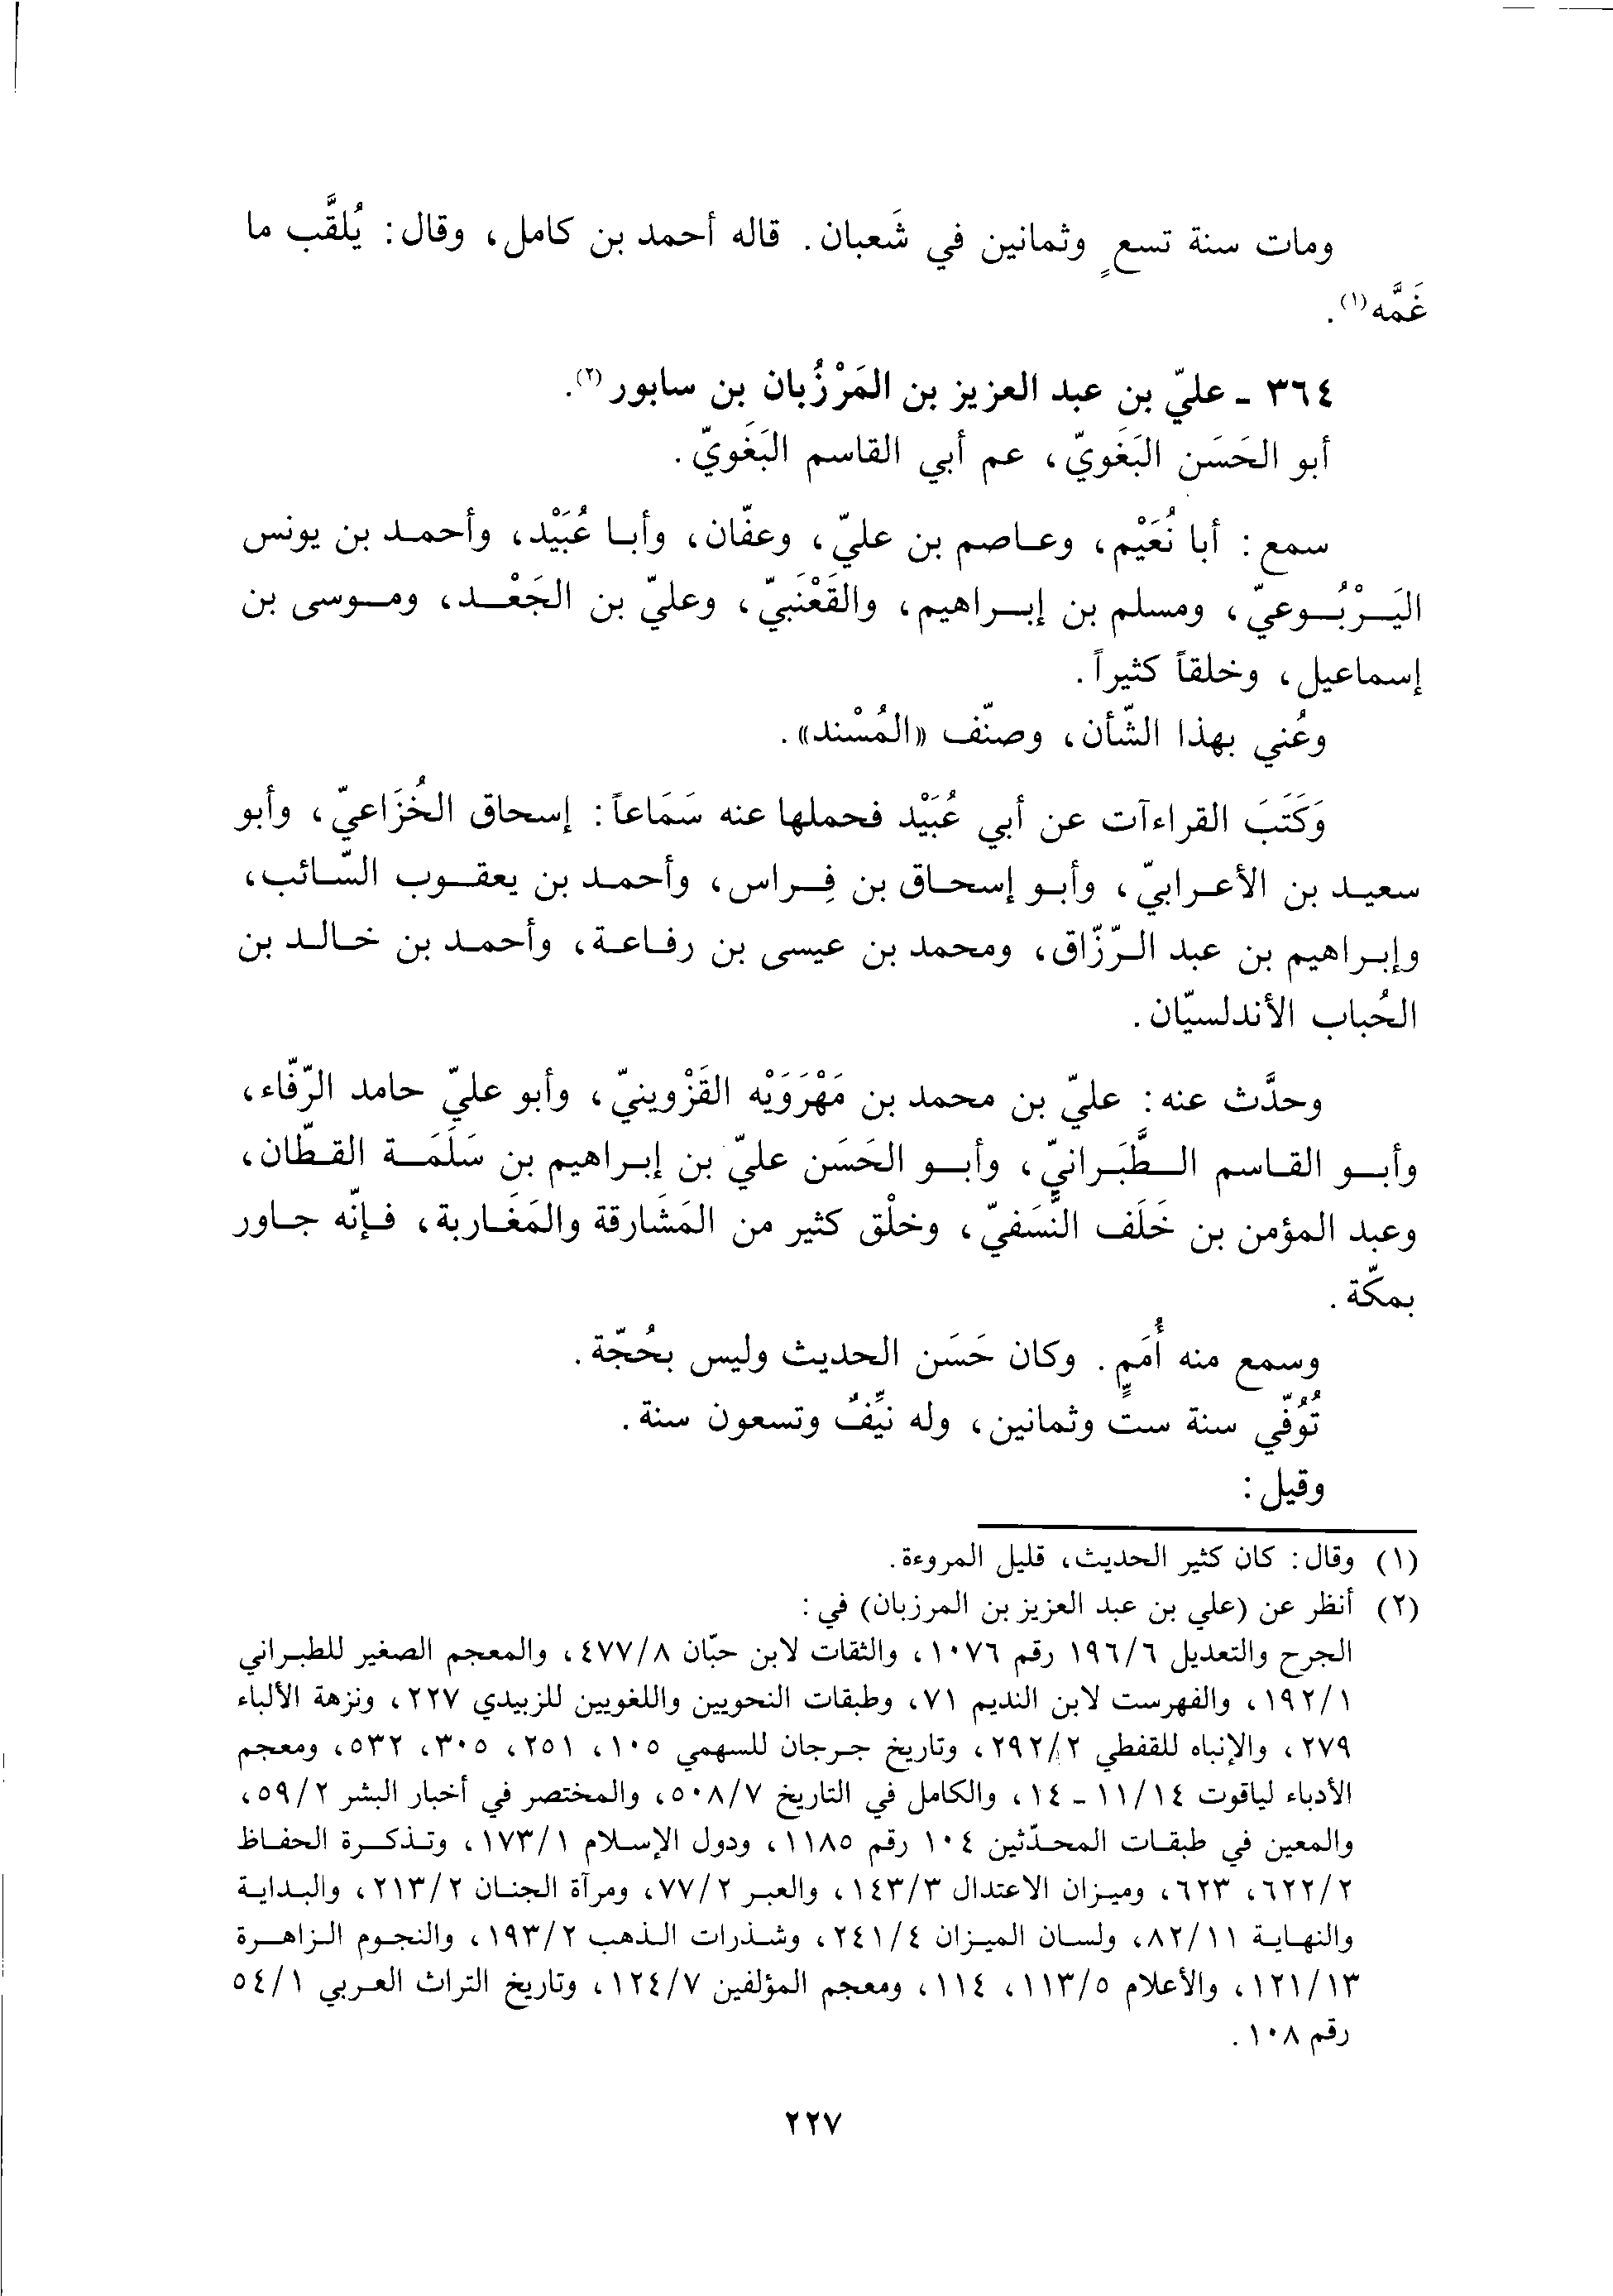 ومات سنة تسعٍ وثمانين في شَعبان. قاله أحمد بن كامل، وقال: يُلقَّب ما
غَمَّه(١).
٣٦٤ - عليّ بن عبد العزيز بن المَرْزُبان بن سابور(٢).
أبو الحَسَن البَغَويّ، عم أبي القاسم البَغَويّ.
سمع: أبا نُعَيْم، وعاصم بن عليّ، وعفّان، وأبا عُبَيْد، وأحمد بن يونس
اليَرْبُوعيّ، ومسلم بن إبراهيم، والقَعْنَبيّ، وعليّ بن الجَعْد، وموسى بن
إسماعيل، وخلقاً كثيراً.
وعُني بهذا الشّأن، وصنّف «المُسْند».
وَكَتَبَ القراءآت عن أبي عُبَيْد فحملها عنه سَمَاعاً: إسحاق الخُزَاعيّ، وأبو
سعيد بن الأعرابيّ، وأبو إسحاق بن فِراس، وأحمد بن يعقوب السّائب،
وإبراهيم بن عبد الرّزّاق، ومحمد بن عيسى بن رفاعة، وأحمد بن خالد بن
الحُباب الأندلسيّان.
وحدَّث عنه: عليّ بن محمد بن مَهْرَوَيْه القَزْوينيّ، وأبو عليّ حامد الرّفّاء،
وأبو القاسم الطَّبَرانيّ، وأبو الحَسَن عليّ بن إبراهيم بن سَلَمَة القطّان،
وعبد المؤمن بن خَلَف النَّسَفيّ، وخلْق كثير من المَشَارقة والمَغَاربة، فإنّه جاور
بمكّة.
وسمع منه أُمَمٍ. وكان حَسَن الحديث وليس بحُجّة.
تُوُفّي سنة ستٍّ وثمانين، وله نيِّفٌ وتسعون سنة.
وقيل:
(١) وقال: كان كثير الحديث، قليل المروءة.
(٢) أنظر عن (علي بن عبد العزيز بن المرزبان) في:
الجرح والتعديل ١٩٦/٦ رقم ١٠٧٦، والثقات لابن حبّان ٤٧٧/٨، والمعجم الصغير للطبراني
١٩٢/١، والفهرست لابن النديم ٧١، وطبقات النحويين واللغويين للزبيدي ٢٢٧، ونزهة الألباء
٢٧٩، والإنباه للقفطي ٢٩٢/٢، وتاريخ جرجان للسهمي ١٠٥، ٢٥١، ٣٠٥، ٥٣٢، ومعجم
الأدباء لياقوت ١١/١٤ - ١٤، والكامل في التاريخ ٥٠٨/٧، والمختصر في أخبار البشر ٥٩/٢،
والمعين في طبقات المحدّثين ١٠٤ رقم ١١٨٥، ودول الإسلام ١٧٣/١، وتذكرة الحفاظ
٦٢٢/٢، ٦٢٣، وميزان الاعتدال ١٤٣/٣، والعبر ٧٧/٢، ومرآة الجنان ٢١٣/٢، والبداية
والنهاية ٨٢/١١، ولسان الميزان ٢٤١/٤، وشذرات الذهب ١٩٣/٢، والنجوم الزاهرة
١٢١/١٣، والأعلام ١١٣/٥، ١١٤، ومعجم المؤلفين ١٢٤/٧، وتاريخ التراث العربي ٥٤/١
رقم ١٠٨.
٢٢٧